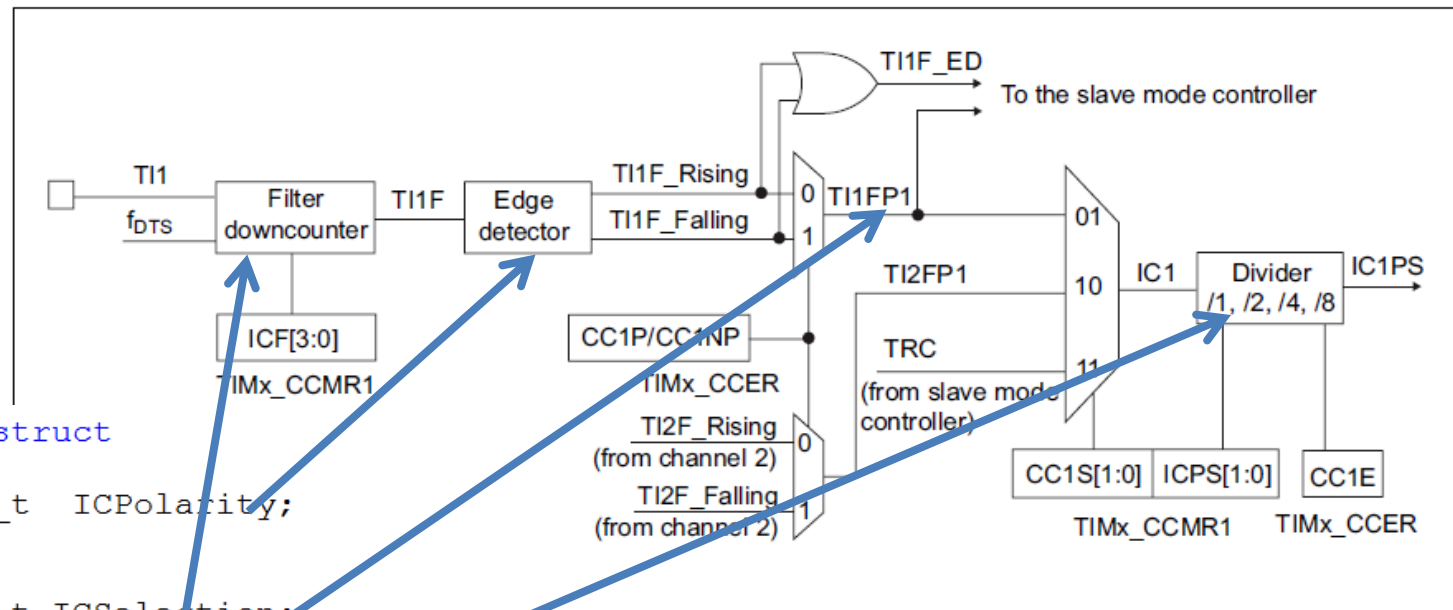 TI1F_ED
To the slave mode controller
TI1
fDTS
Filter
downcounter
TI1F
Edge
detector
TI1F_Rising
TI1F_Falling
0
1
TI1FP1
01
10
11
TI2FP1
TRC
(from slave mode
controller)
IC1
Divider
/1, /2, /4, /8
IC1PS
ICF[3:0]
TIMx_CCMR1
CC1P/CC1NP
TIMx_CCER
TI2F_Rising
(from channel 2)
TI2F_Falling
(from channel 2)
0
1
CC1S[1:0]
ICPS[1:0]
CC1E
TIMx_CCMR1
TIMx_CCER
struct
_t ICPolarity;
_t ICSelection;